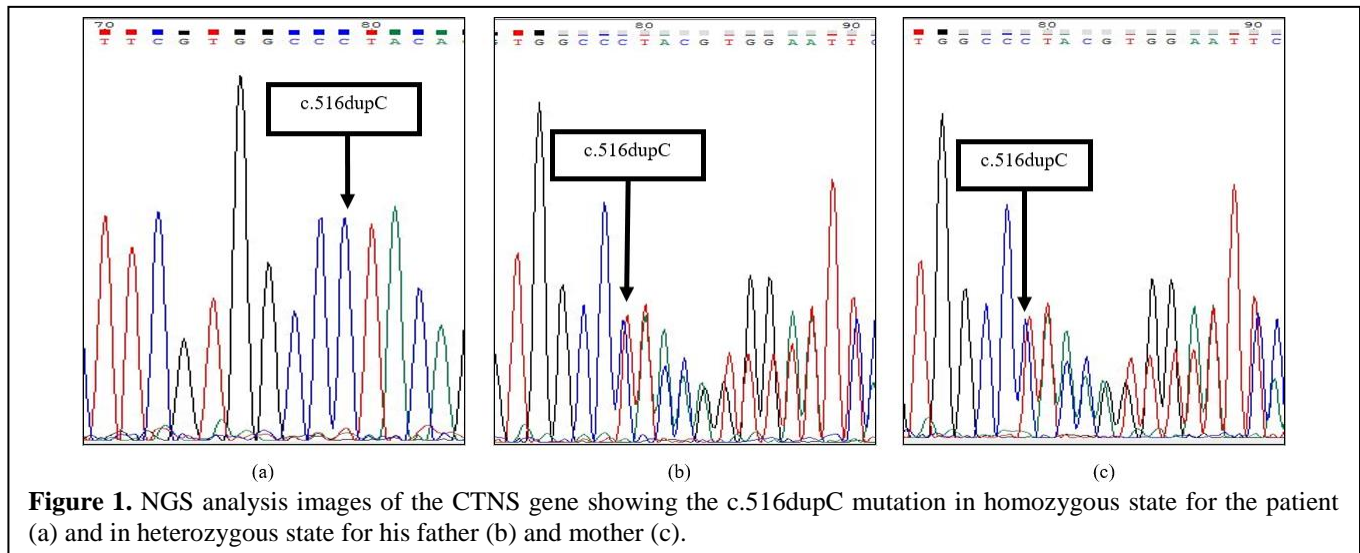 70 80
T T C G T G G C C C T A C A
c.516dupC
(a)
80 90
T G G C C C T A C G T G G A A T T
c.516dupC
(b)
80 90
T G G C C C T A C G T G G A A T T C
c.516dupC
(c)
Figure 1. NGS analysis images of the CTNS gene showing the c.516dupC mutation in homozygous state for the patient
(a) and in heterozygous state for his father (b) and mother (c).